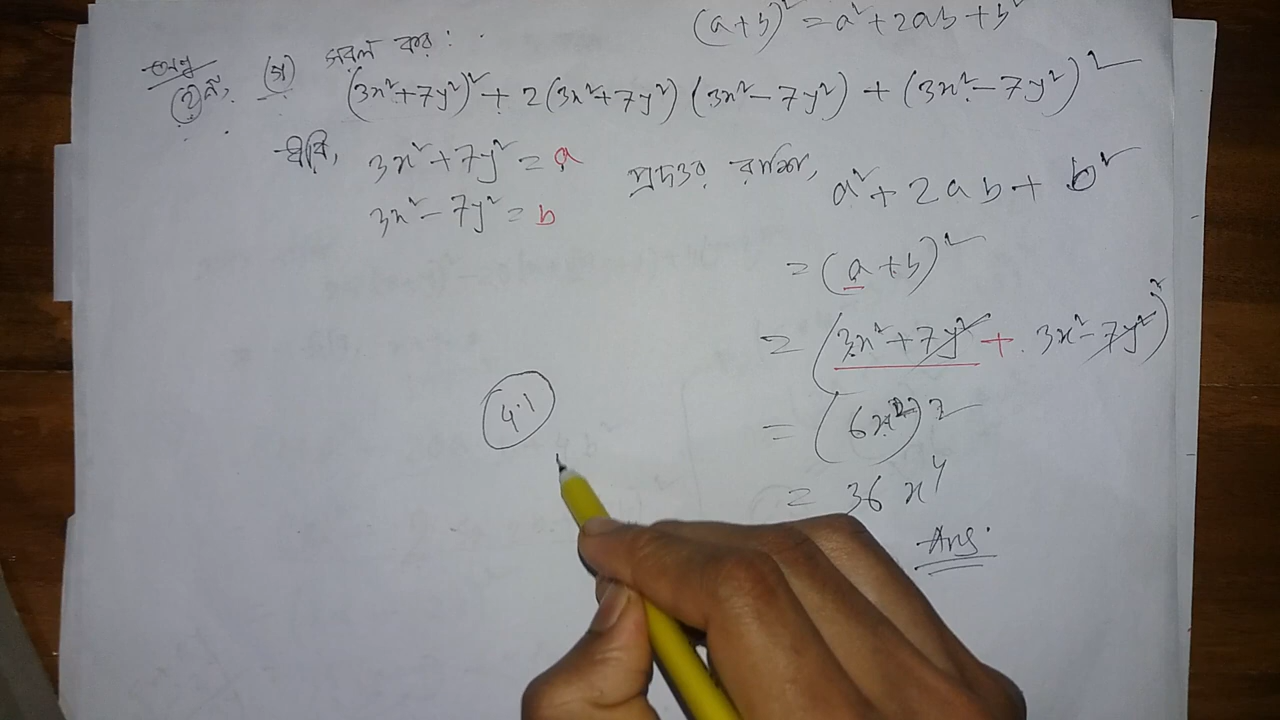 (a+b)² = a²+2ab+b²
অনু
২নং, সরল কর:
(3x²+7y²)² + 2(3x²+7y²)(3x²-7y²) + (3x²-7y²)²
ধরি, 3x²+7y² = a
3x²-7y² = b
প্রদত্ত
a²+2ab+b²
= (a+b)²
= (3x²+7y² + 3x²-7y²)²
= (6x²)²
= 36x⁴
Ans.
4.1